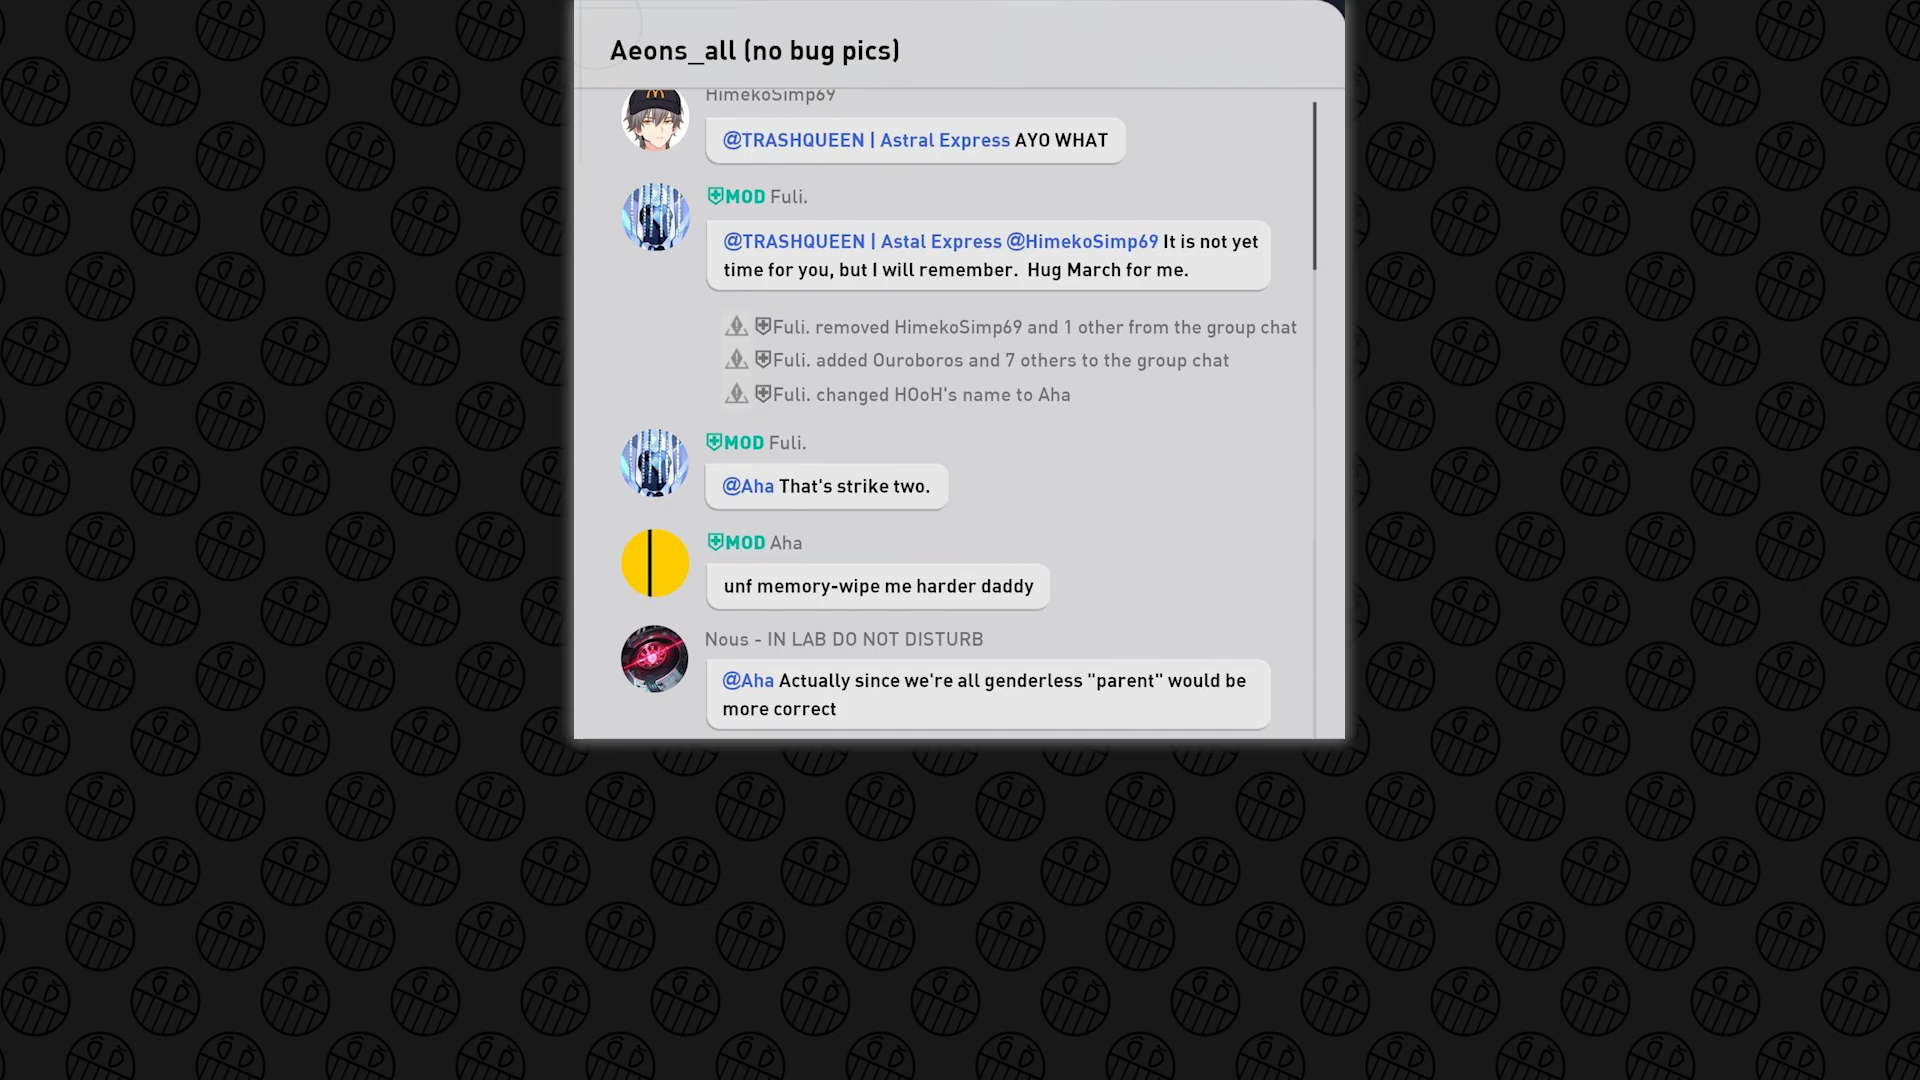 Aeons_all (no bug pics)
HimekoSimp69
@TRASHQUEEN | Astral Express AYO WHAT
MOD Fuli.
@TRASHQUEEN | Astal Express @HimekoSimp69 It is not yet
time for you, but I will remember.  Hug March for me.
Fuli. removed HimekoSimp69 and 1 other from the group chat
Fuli. added Ouroboros and 7 others to the group chat
Fuli. changed HOoH's name to Aha
MOD Fuli.
@Aha That's strike two.
MOD Aha
unf memory-wipe me harder daddy
Nous - IN LAB DO NOT DISTURB
@Aha Actually since we're all genderless "parent" would be
more correct